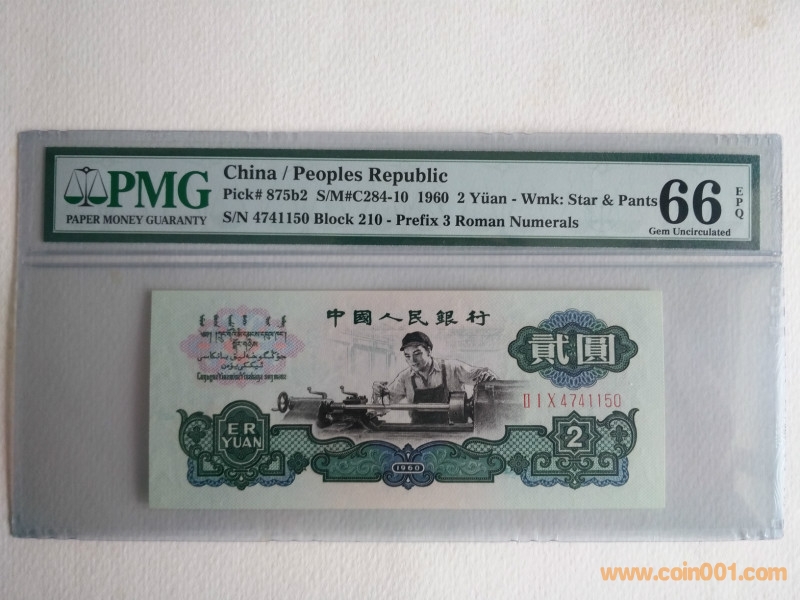 PMG
PAPER MONEY GUARANTY
China / Peoples Republic
Pick# 875b2 S/M#C284-10 1960 2 Yüan - Wmk: Star & Pants
S/N 4741150 Block 210 - Prefix 3 Roman Numerals
66
EPQ
Gem Uncirculated
中國人民銀行
貳圓
II I X 4741150
ER
YUAN
1960
2
www.coin001.com